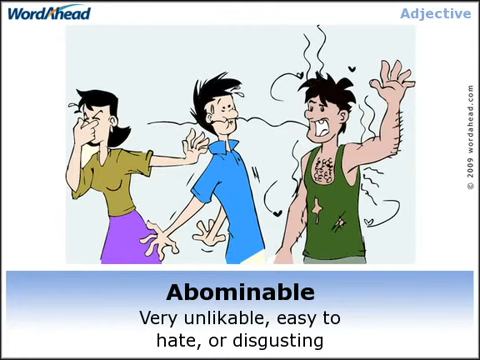 WordAhead
Adjective
© 2009 wordahead.com
Abominable
Very unlikable, easy to
hate, or disgusting